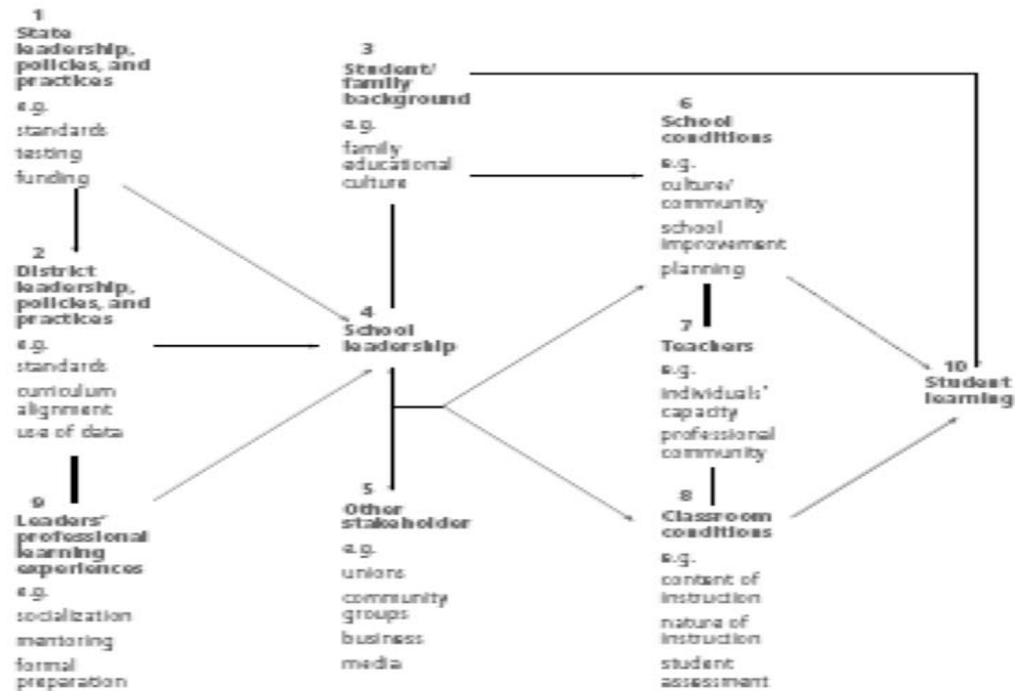 1
State
leadership,
policies, and
practices
e.g.
standards
testing
funding
2
District
leadership,
policies, and
practices
e.g.
standards
curriculum
alignment
use of data
9
Leaders'
professional
learning
experiences
e.g.
socialization
mentoring
formal
preparation
3
Student/
family
background
e.g.
family
educational
culture
4
School
leadership
5
Other
stakeholder
e.g.
unions
community
groups
business
media
6
School
conditions
e.g.
culture/
community
school
improvement
planning
7
Teachers
e.g.
individuals'
capacity
professional
community
8
Classroom
conditions
e.g.
content of
instruction
nature of
instruction
student
assessment
10
Student
learning